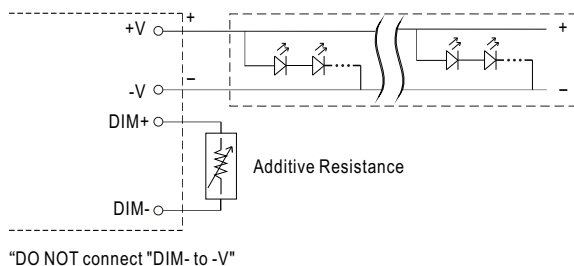 +V
+
+
-V
–
–
DIM+
Additive Resistance
DIM-
“DO NOT connect "DIM- to -V"